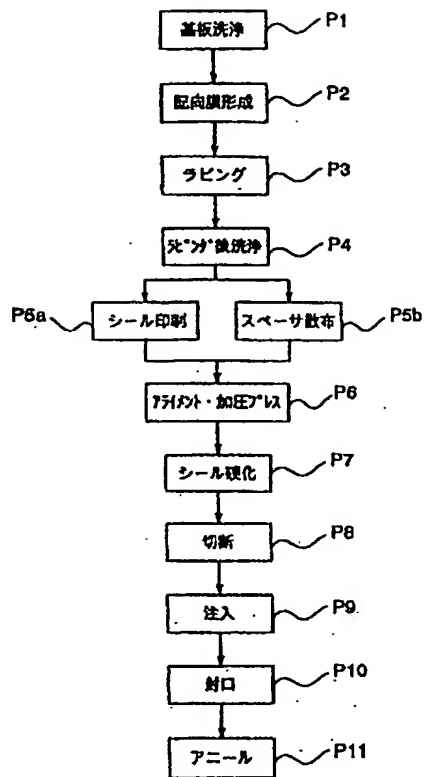 基板洗浄
P1
配向膜形成
P2
ラビング
P3
ﾗﾋﾞﾝｸﾞ後洗浄
P4
P5a
シール印制
スペーサ散布
P5b
ｱﾗｲﾒﾝﾄ・加圧ﾌﾟﾚｽ
P6
シール硬化
P7
切断
P8
注入
P9
封口
P10
アニール
P11